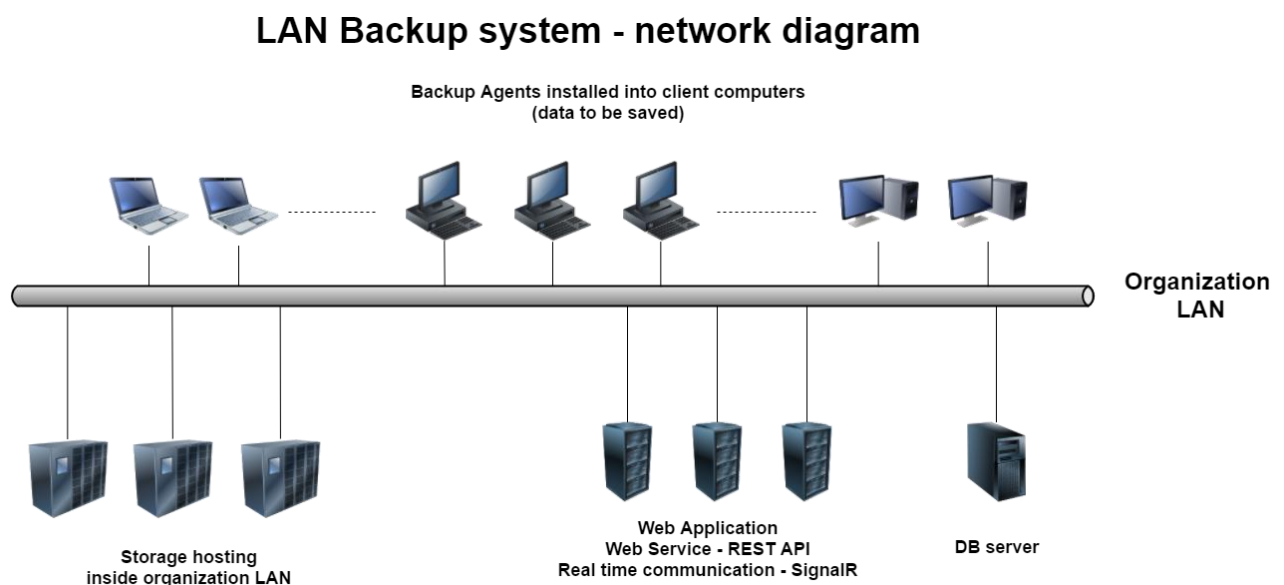 LAN Backup system - network diagram
Backup Agents installed into client computers
(data to be saved)
Organization
LAN
Storage hosting
inside organization LAN
Web Application
Web Service - REST API
Real time communication - SignalR
DB server